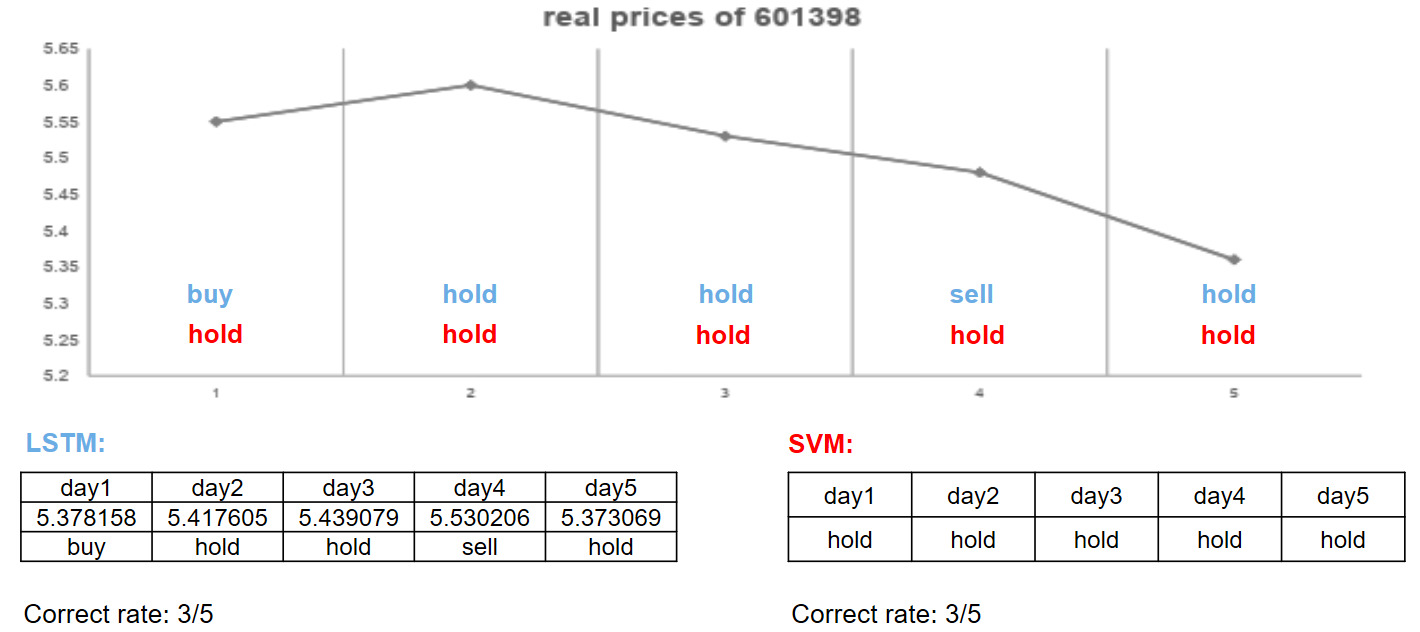 real prices of 601398
5.65
5.6
5.55
5.5
5.45
5.4
5.35
5.3
5.25
5.2
buy hold hold sell hold
hold hold hold hold hold
1 2 3 4 5
LSTM:
day1 day2 day3 day4 day5
5.378158 5.417605 5.439079 5.530206 5.373069
buy hold hold sell hold
Correct rate: 3/5
SVM:
day1 day2 day3 day4 day5
hold hold hold hold hold
Correct rate: 3/5